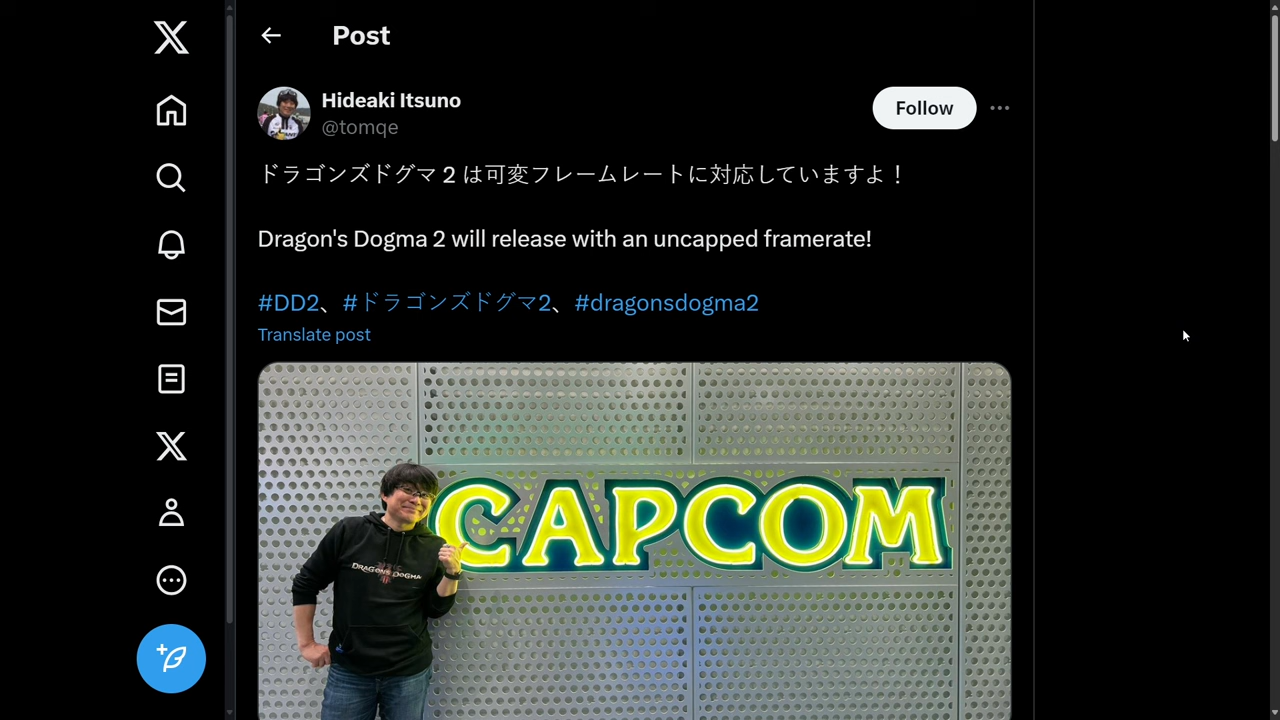 Post
Hideaki Itsuno
@tomqe
Follow
ドラゴンズドグマ 2 は可変フレームレートに対応していますよ！
Dragon's Dogma 2 will release with an uncapped framerate!
#DD2、#ドラゴンズドグマ2、#dragonsdogma2
Translate post
CAPCOM
DRAGON'S DOGMA